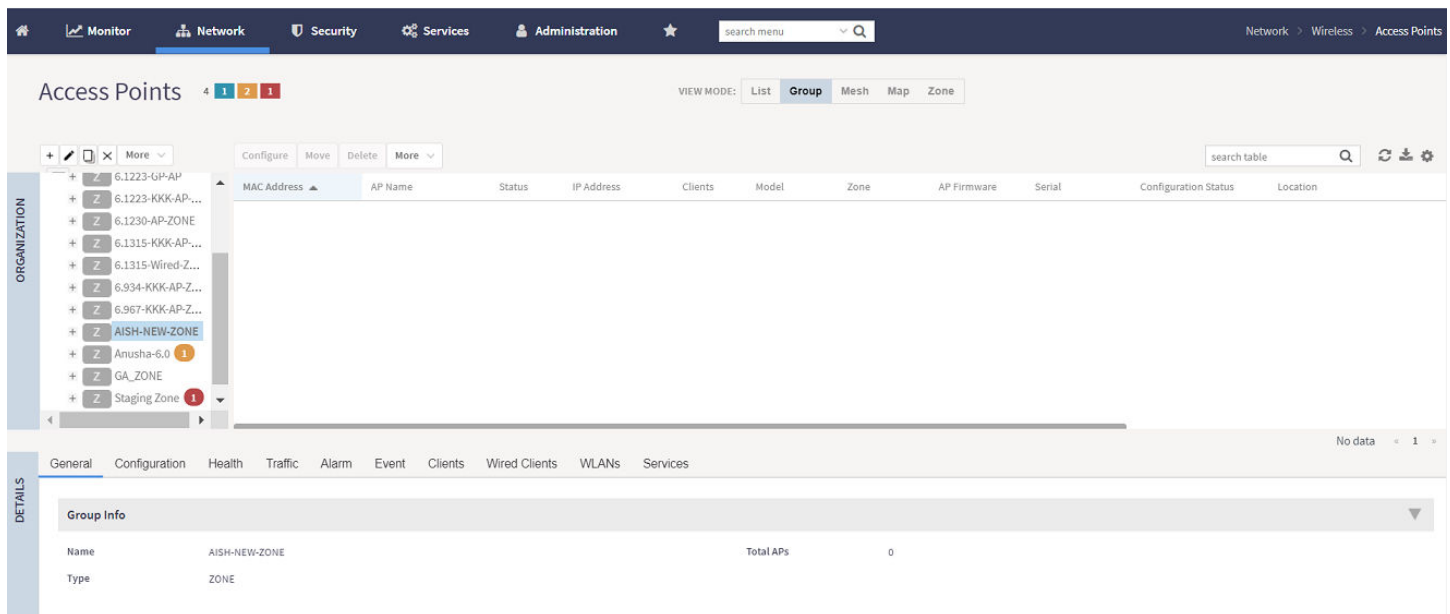 Monitor Network Security Services Administration search menu Network > Wireless > Access Points
Access Points 4 1 2 1 VIEW MODE: List Group Mesh Map Zone
+ More Configure Move Delete More search table
ORGANIZATION
+ Z 6.1223-GP-AP
+ Z 6.1223-KKK-AP-...
+ Z 6.1230-AP-ZONE
+ Z 6.1315-KKK-AP-...
+ Z 6.1315-Wired-Z...
+ Z 6.934-KKK-AP-Z...
+ Z 6.967-KKK-AP-Z...
+ Z AISH-NEW-ZONE
+ Z Anusha-6.0 1
+ Z GA_ZONE
+ Z Staging Zone 1
MAC Address AP Name Status IP Address Clients Model Zone AP Firmware Serial Configuration Status Location
No data « 1 »
DETAILS
General Configuration Health Traffic Alarm Event Clients Wired Clients WLANs Services
Group Info
Name AISH-NEW-ZONE Total APs 0
Type ZONE